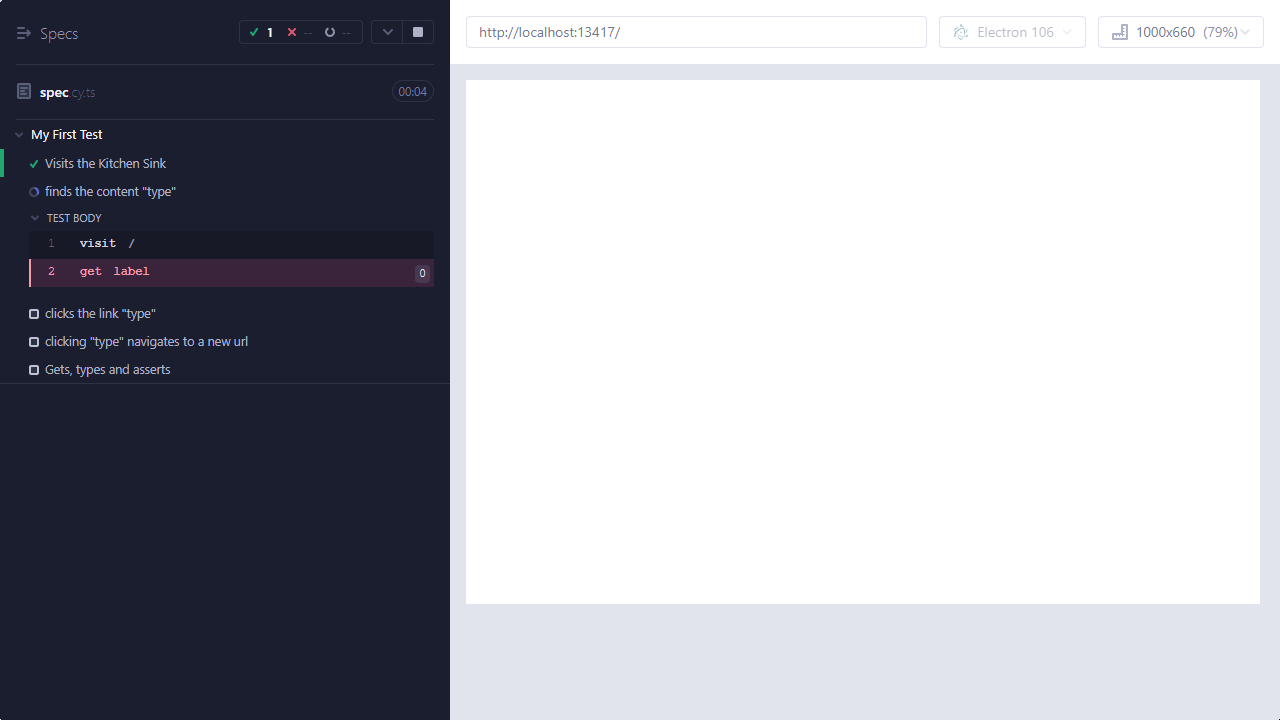 Specs
1 -- --
spec.cy.ts
00:04
My First Test
Visits the Kitchen Sink
finds the content "type"
TEST BODY
1 visit /
2 get label 0
clicks the link "type"
clicking "type" navigates to a new url
Gets, types and asserts
http://localhost:13417/
Electron 106
1000x660 (79%)